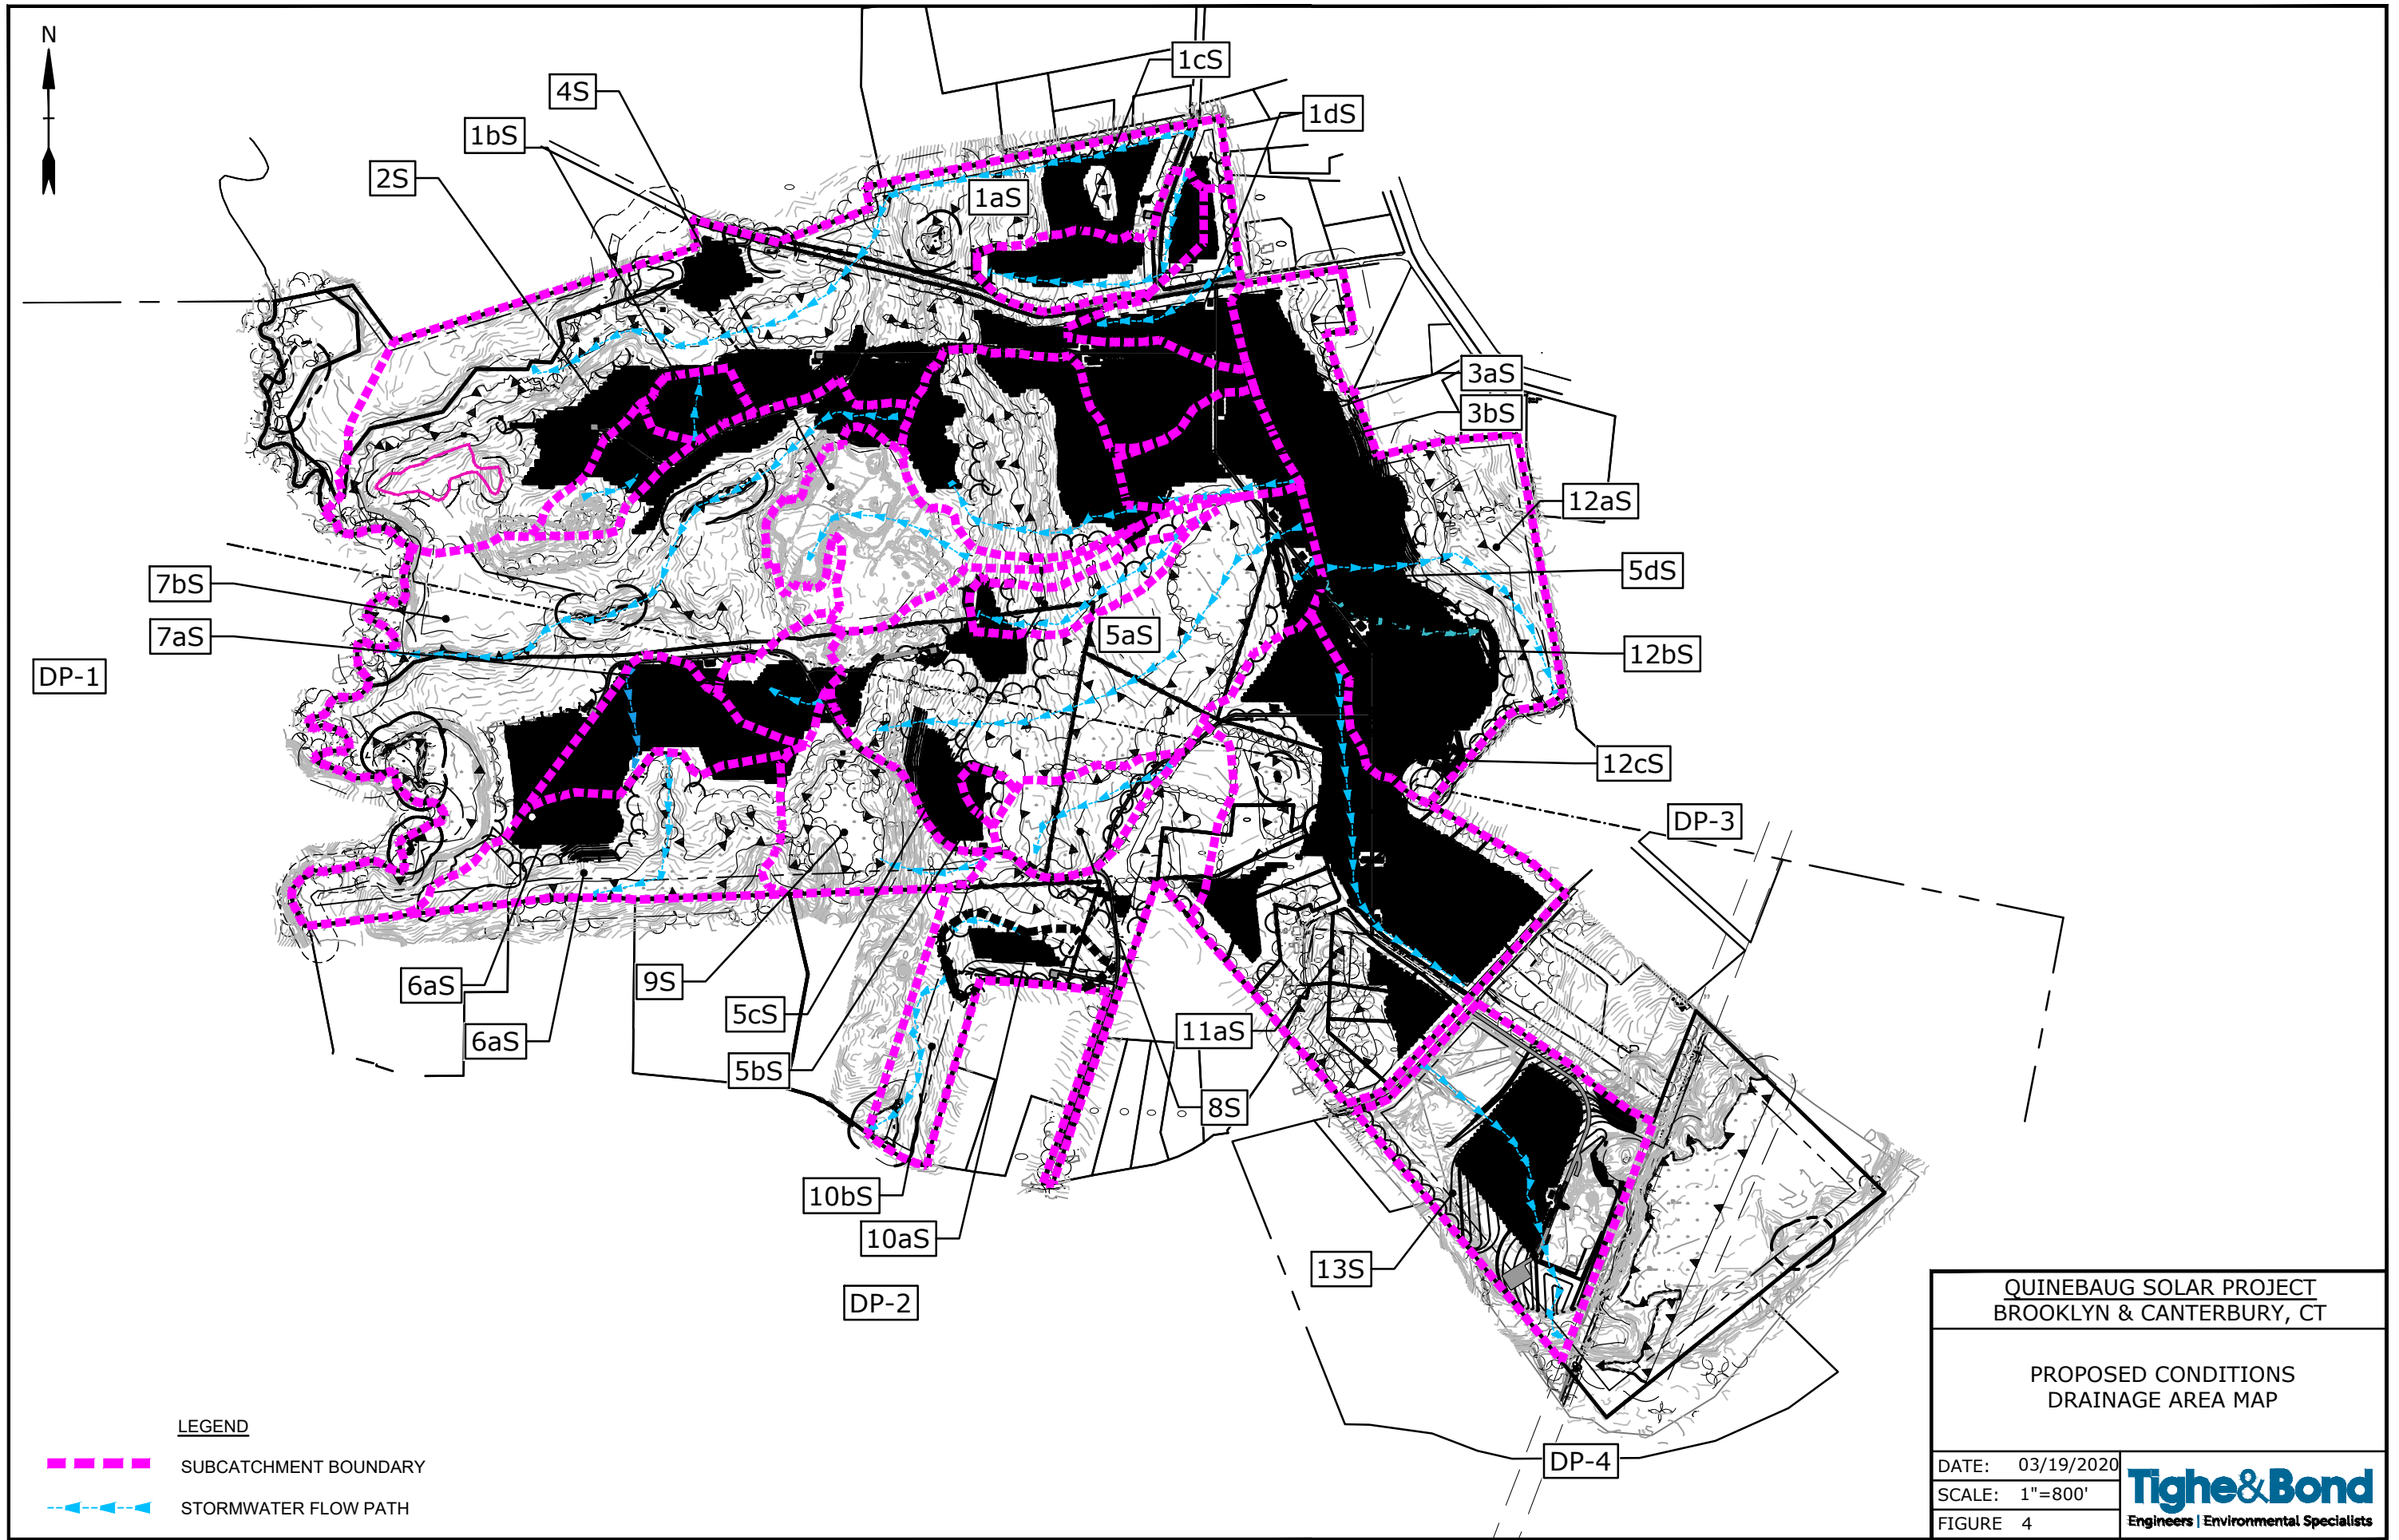 N
1cS
4S
1dS
1bS
2S
1aS
3aS
3bS
12aS
7bS
5dS
7aS
5aS
12bS
DP-1
12cS
DP-3
6aS
9S
5cS
11aS
6aS
5bS
8S
10bS
10aS
13S
DP-2
DP-4
LEGEND
SUBCATCHMENT BOUNDARY
STORMWATER FLOW PATH
QUINEBAUG SOLAR PROJECT
BROOKLYN & CANTERBURY, CT
PROPOSED CONDITIONS
DRAINAGE AREA MAP
DATE: 03/19/2020
SCALE: 1"=800'
FIGURE 4
Tighe&Bond
Engineers | Environmental Specialists